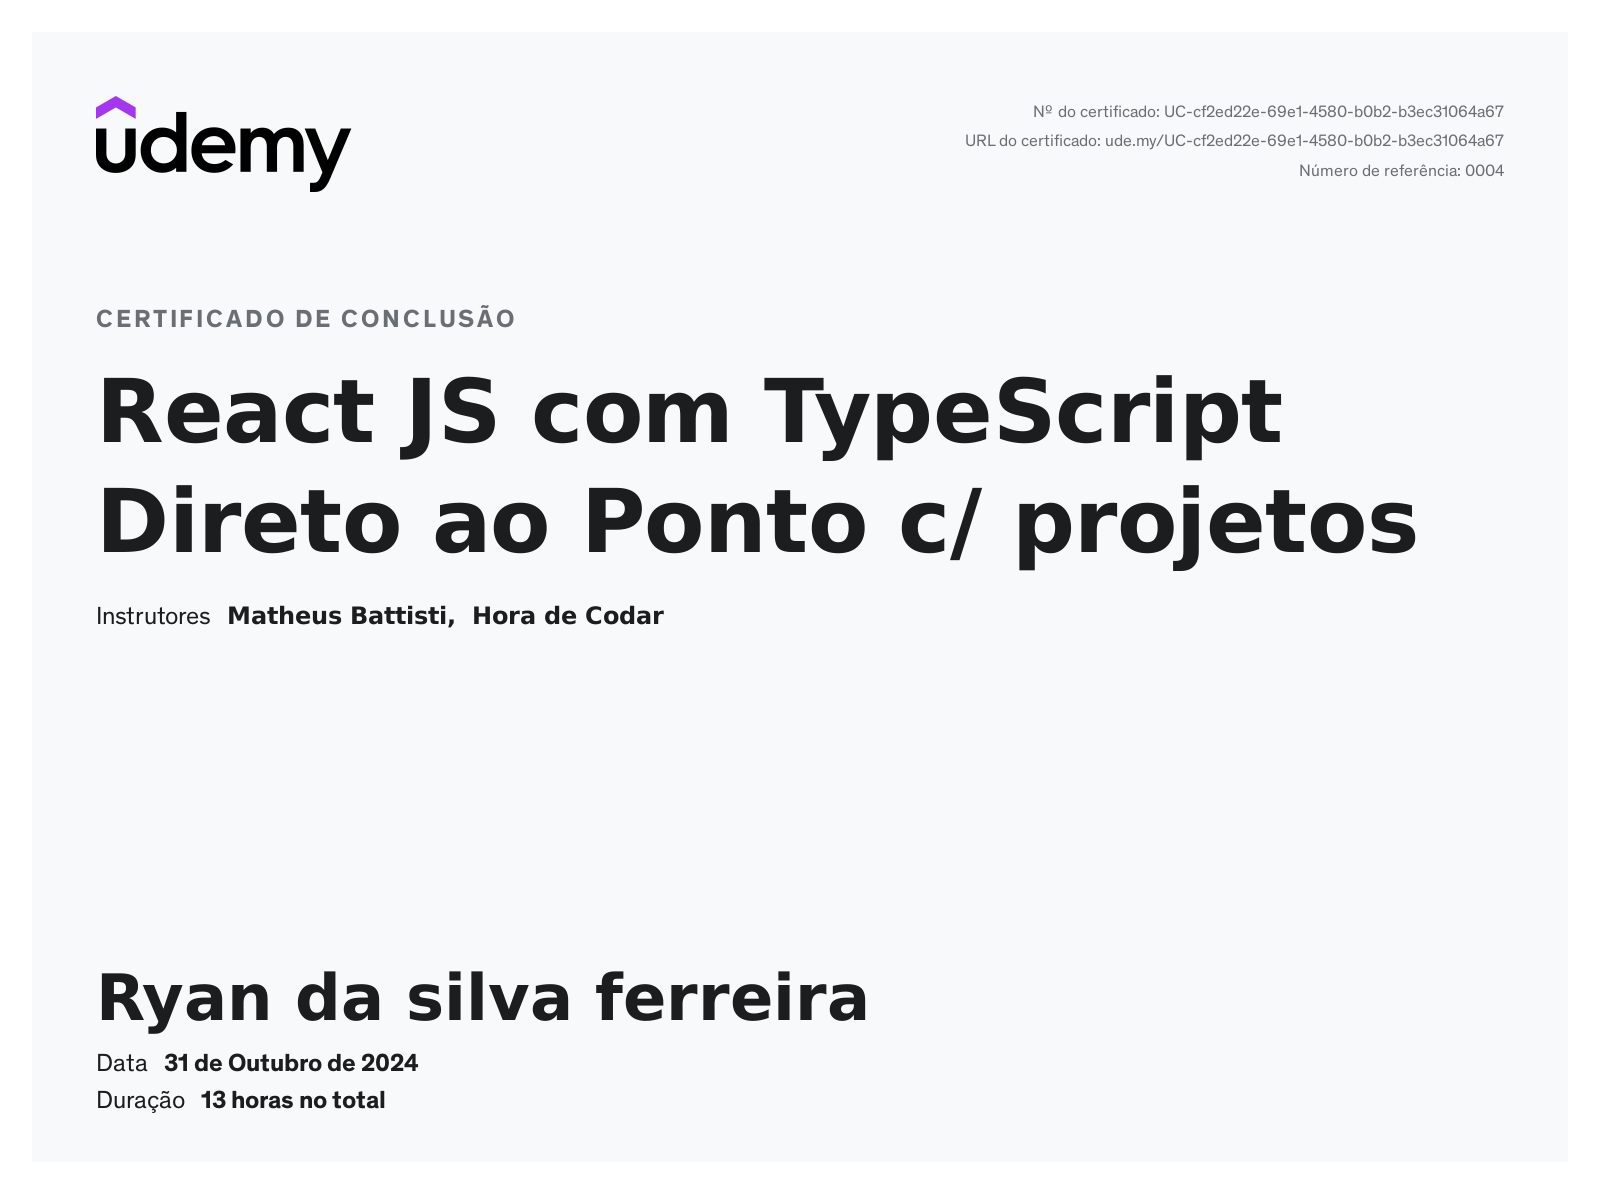 udemy
Nº do certificado: UC-cf2ed22e-69e1-4580-b0b2-b3ec31064a67
URL do certificado: ude.my/UC-cf2ed22e-69e1-4580-b0b2-b3ec31064a67
Número de referência: 0004
CERTIFICADO DE CONCLUSÃO
React JS com TypeScript
Direto ao Ponto c/ projetos
Instrutores Matheus Battisti, Hora de Codar
Ryan da silva ferreira
Data 31 de Outubro de 2024
Duração 13 horas no total